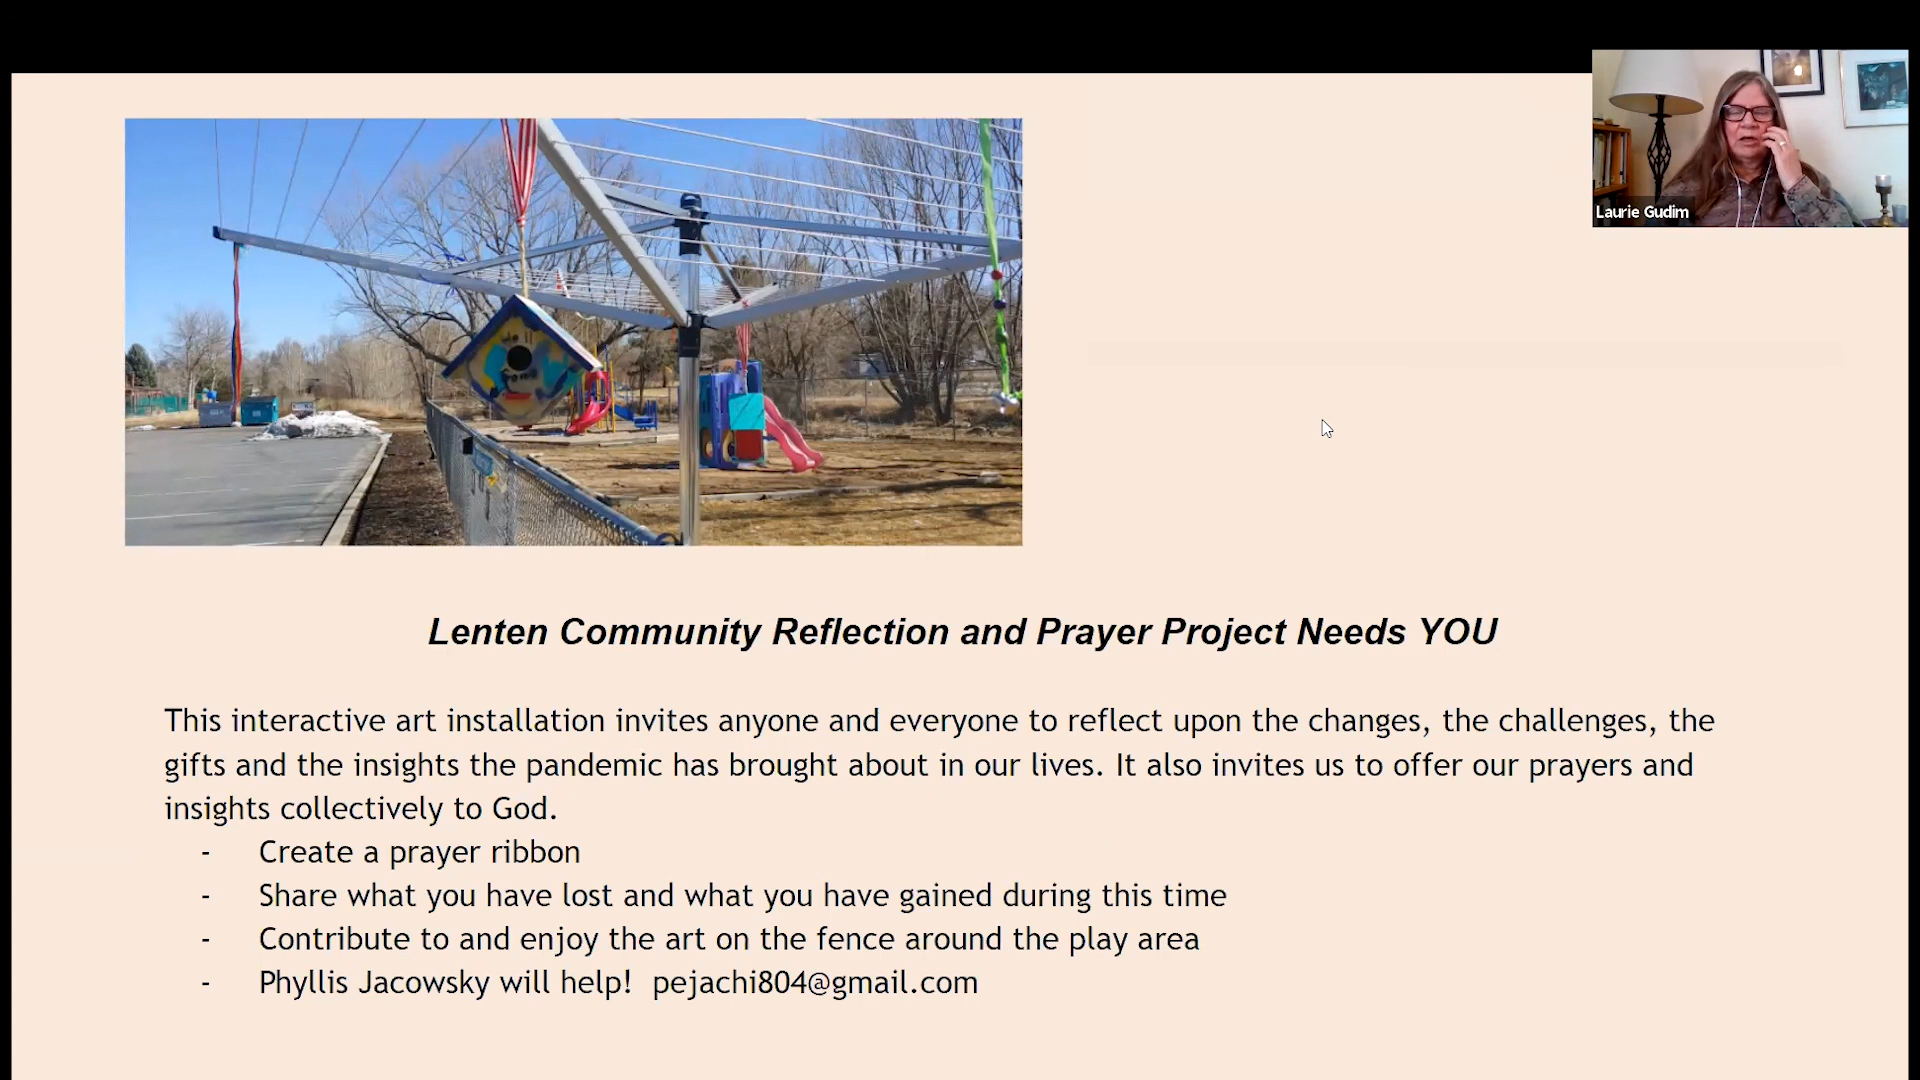 Laurie Gudim
Lenten Community Reflection and Prayer Project Needs YOU
This interactive art installation invites anyone and everyone to reflect upon the changes, the challenges, the
gifts and the insights the pandemic has brought about in our lives. It also invites us to offer our prayers and
insights collectively to God.
- Create a prayer ribbon
- Share what you have lost and what you have gained during this time
- Contribute to and enjoy the art on the fence around the play area
- Phyllis Jacowsky will help! pejachi804@gmail.com